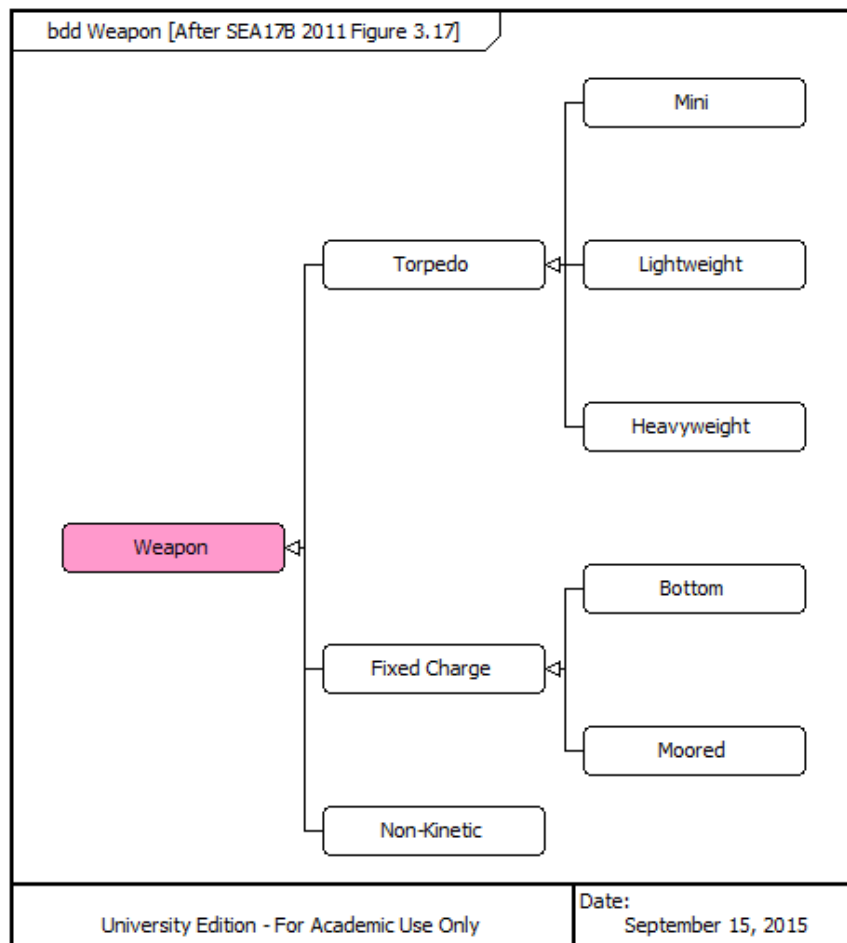 bdd Weapon [After SEA17B 2011 Figure 3.17]
Mini
Torpedo
Lightweight
Heavyweight
Weapon
Bottom
Fixed Charge
Moored
Non-Kinetic
University Edition - For Academic Use Only
Date:
September 15, 2015